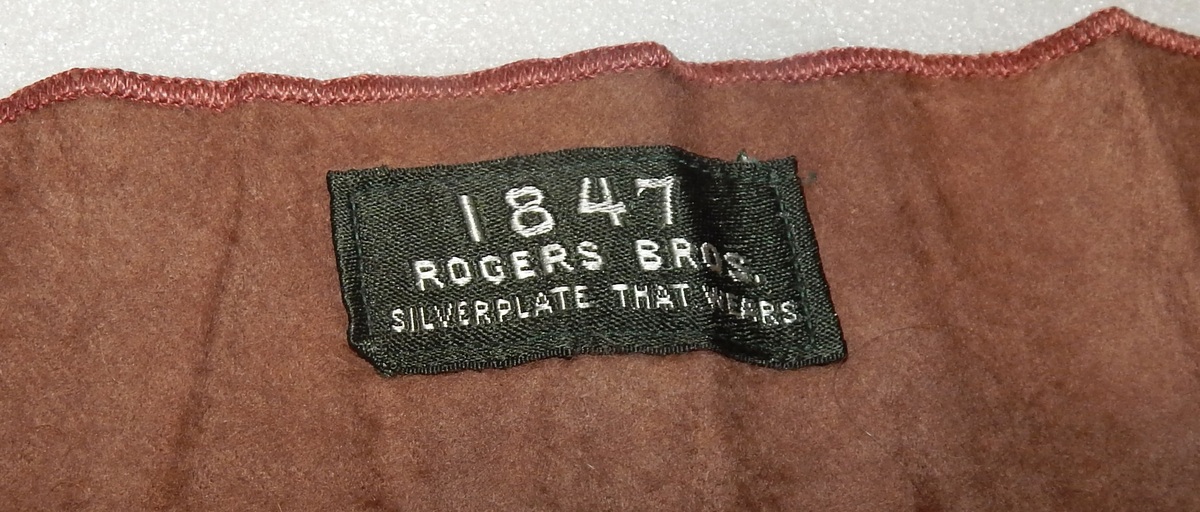 1847
ROGERS BROS.
SILVERPLATE THAT WEARS